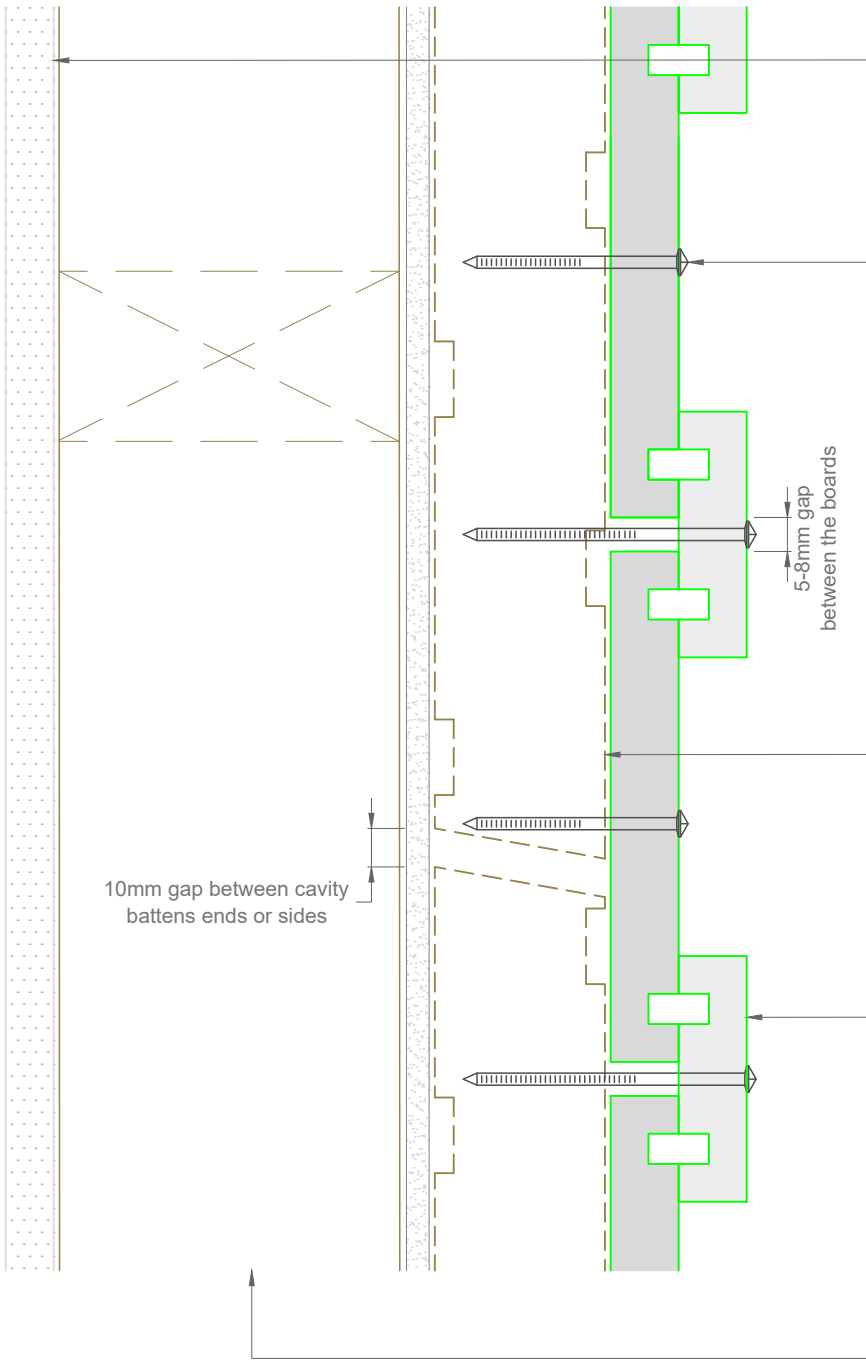 5-8mm gap
between the boards
10mm gap between cavity
battens ends or sides